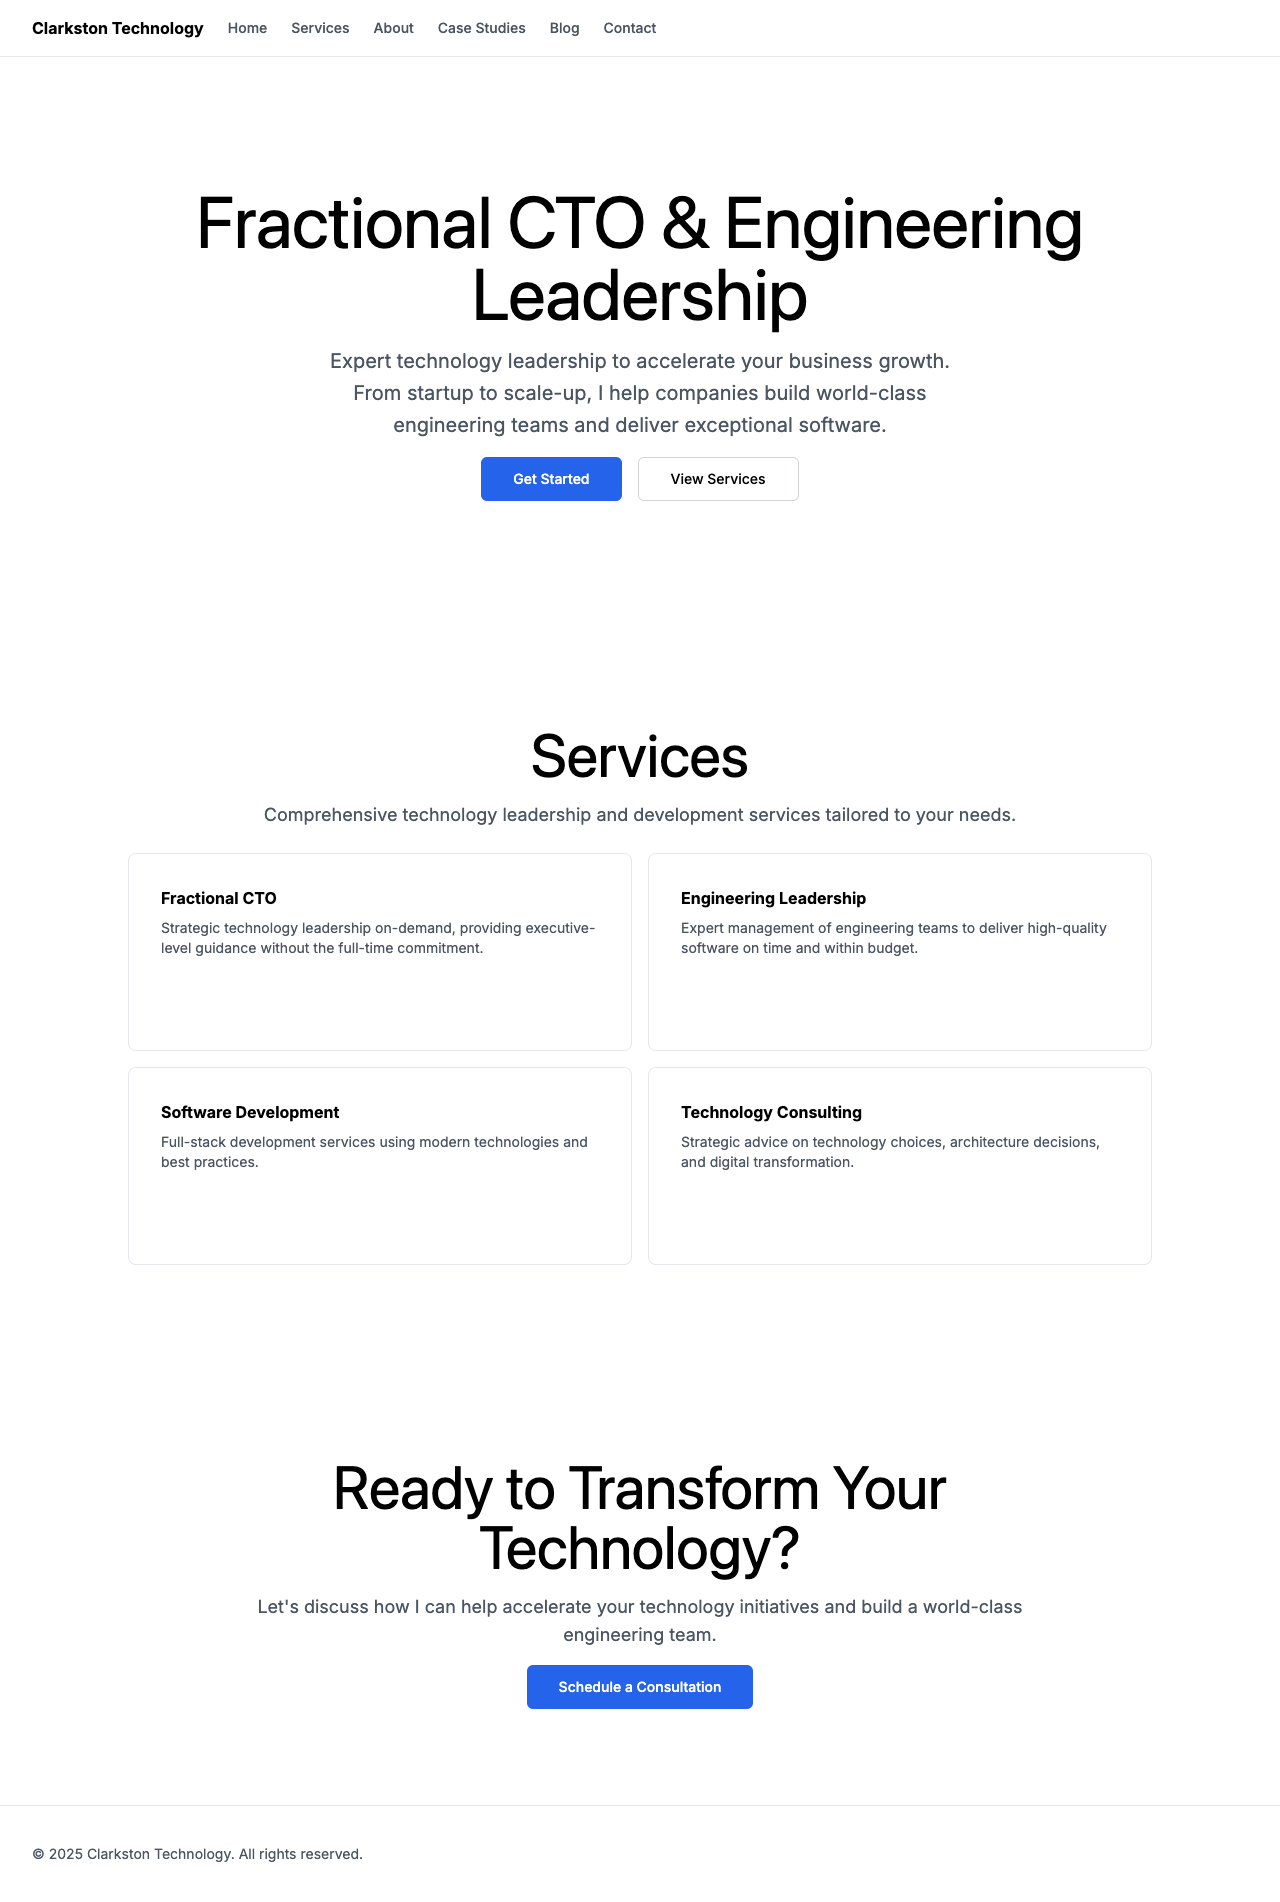 Clarkston Technology Home Services About Case Studies Blog Contact
Fractional CTO & Engineering
Leadership
Expert technology leadership to accelerate your business growth.
From startup to scale-up, I help companies build world-class
engineering teams and deliver exceptional software.
Get Started View Services
Services
Comprehensive technology leadership and development services tailored to your needs.
Fractional CTO
Strategic technology leadership on-demand, providing executive-
level guidance without the full-time commitment.
Engineering Leadership
Expert management of engineering teams to deliver high-quality
software on time and within budget.
Software Development
Full-stack development services using modern technologies and
best practices.
Technology Consulting
Strategic advice on technology choices, architecture decisions,
and digital transformation.
Ready to Transform Your
Technology?
Let's discuss how I can help accelerate your technology initiatives and build a world-class
engineering team.
Schedule a Consultation
© 2025 Clarkston Technology. All rights reserved.